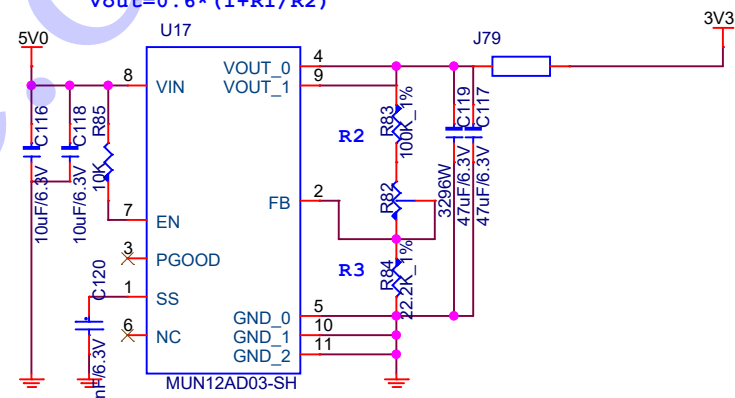 Vout=0.6*(1+R1/R2)
5V0
U17
J79
3V3
4
VOUT_0
9
VOUT_1
8
VIN
C116
10uF/6.3V
C118
10uF/6.3V
R85
10K
R2
R83
100K_1%
C119
47uF/6.3V
C117
47uF/6.3V
R82
3296W
2
FB
7
EN
3
PGOOD
R3
R84
22.2K_1%
C120
nF/6.3V
1
SS
6
NC
5
GND_0
10
GND_1
11
GND_2
MUN12AD03-SH